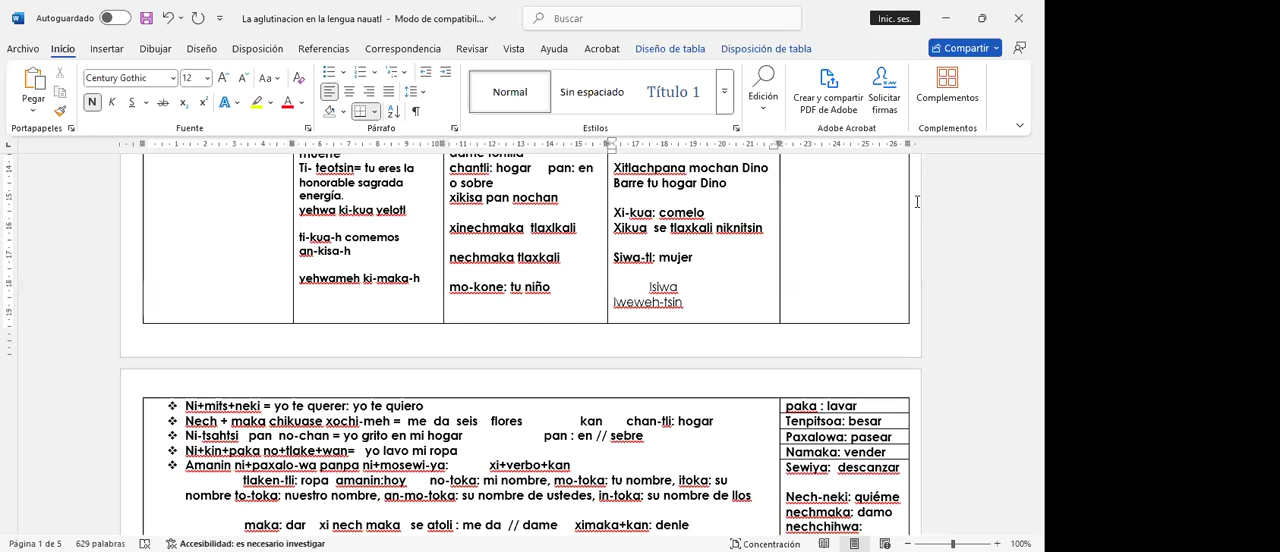 Autoguardado
La aglutinacion en la lengua nauatl - Modo de compatibil...
Buscar
Inic. ses.
Archivo Inicio Insertar Dibujar Diseño Disposición Referencias Correspondencia Revisar Vista Ayuda Acrobat Diseño de tabla Disposición de tabla
Compartir
Pegar
Century Gothic 12
N K S ab x₂ x²
Normal
Sin espaciado
Título 1
Edición
Crear y compartir PDF de Adobe
Solicitar firmas
Complementos
Portapapeles Fuente Párrafo Estilos Adobe Acrobat Complementos
muerte
Ti- teotsin= tu eres la
honorable sagrada
energía.
yehwa ki-kua yelotl
ti-kua-h comemos
an-kisa-h
yehwameh ki-maka-h
dame tortilla
chantli: hogar pan: en
o sobre
xikisa pan nochan
xinechmaka tlaxlkali
nechmaka tlaxkali
mo-kone: tu niño
Xitlachpana mochan Dino
Barre tu hogar Dino
Xi-kua: comelo
Xikua se tlaxkali niknitsin
Siwa-tl: mujer
Isiwa
Iweweh-tsin
❖ Ni+mits+neki = yo te querer: yo te quiero
❖ Nech + maka chikuase xochi-meh = me da seis flores kan chan-tli: hogar
❖ Ni-tsahtsi pan no-chan = yo grito en mi hogar pan : en // sebre
❖ Ni+kin+paka no+tlake+wan= yo lavo mi ropa
❖ Amanin ni+paxalo-wa panpa ni+mosewi-ya: xi+verbo+kan
tlaken-tli: ropa amanin:hoy no-toka: mi nombre, mo-toka: tu nombre, itoka: su
nombre to-toka: nuestro nombre, an-mo-toka: su nombre de ustedes, in-toka: su nombre de llos
maka: dar xi nech maka se atoli : me da // dame ximaka+kan: denle
paka : lavar
Tenpitsoa: besar
Paxalowa: pasear
Namaka: vender
Sewiya: descanzar
Nech-neki: quiéme
nechmaka: damo
nechchihwa:
Página 1 de 5 629 palabras Accesibilidad: es necesario investigar Concentración 100%